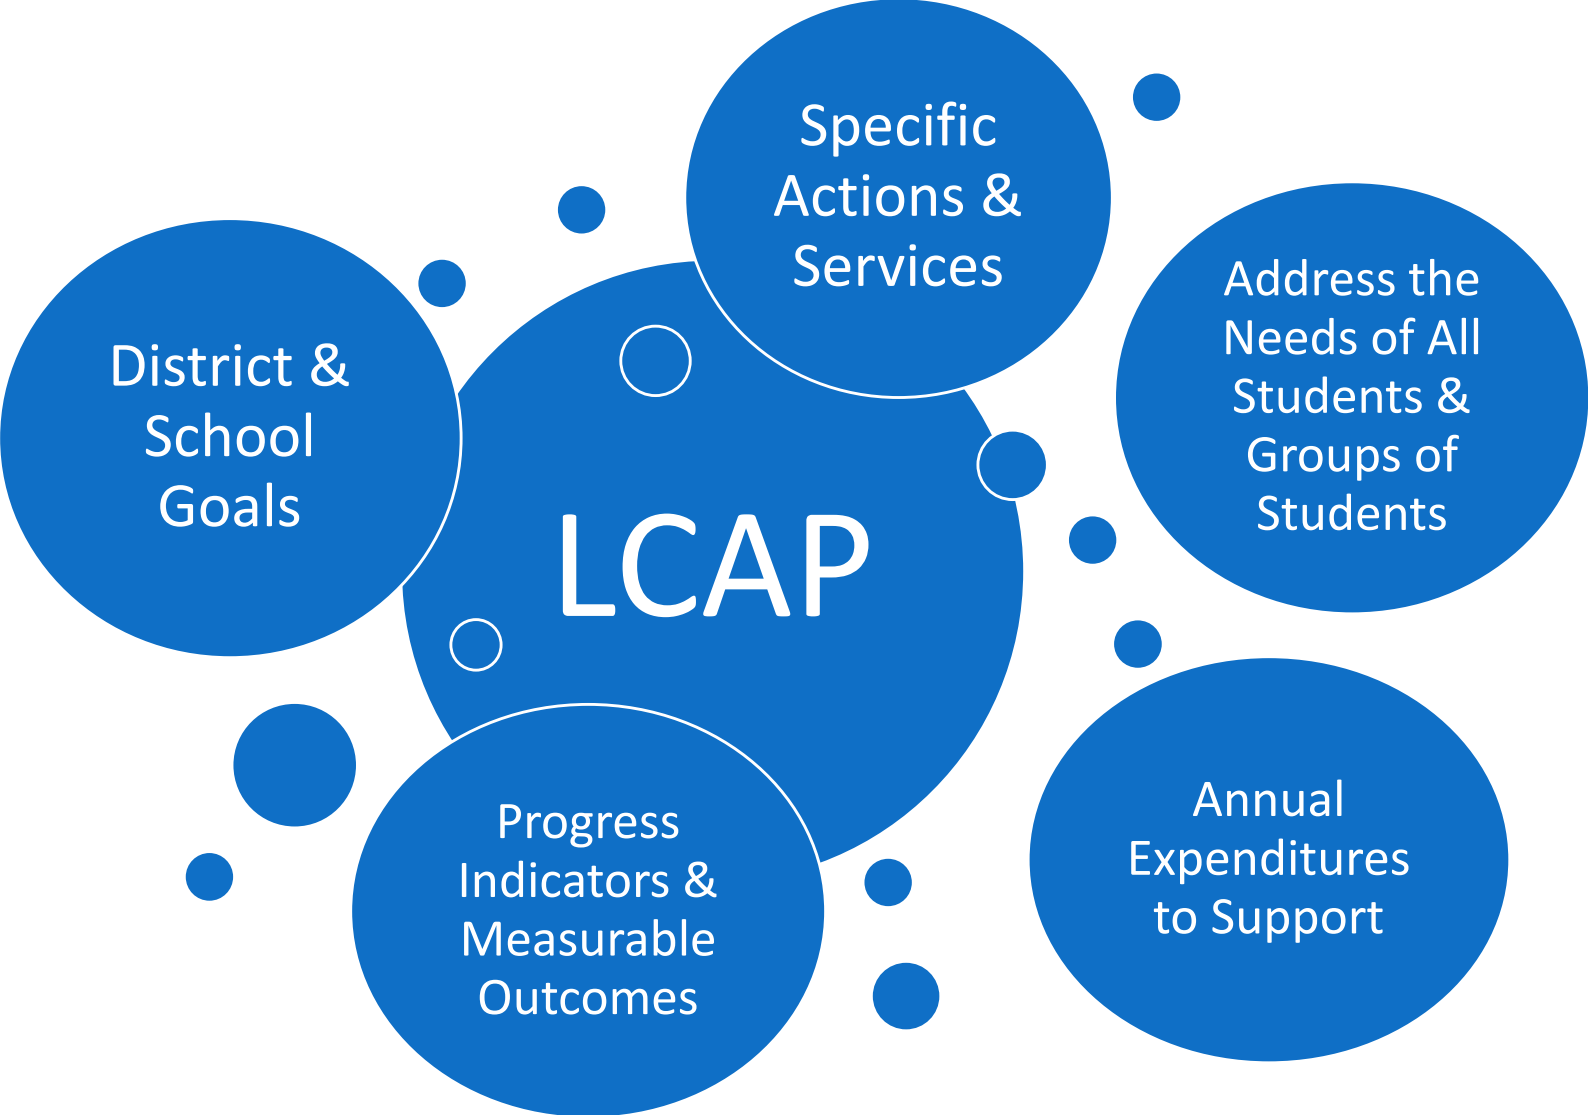 Specific
Actions &
Services
Address the
Needs of All
Students &
Groups of
Students
District &
School
Goals
LCAP
Progress
Indicators &
Measurable
Outcomes
Annual
Expenditures
to Support